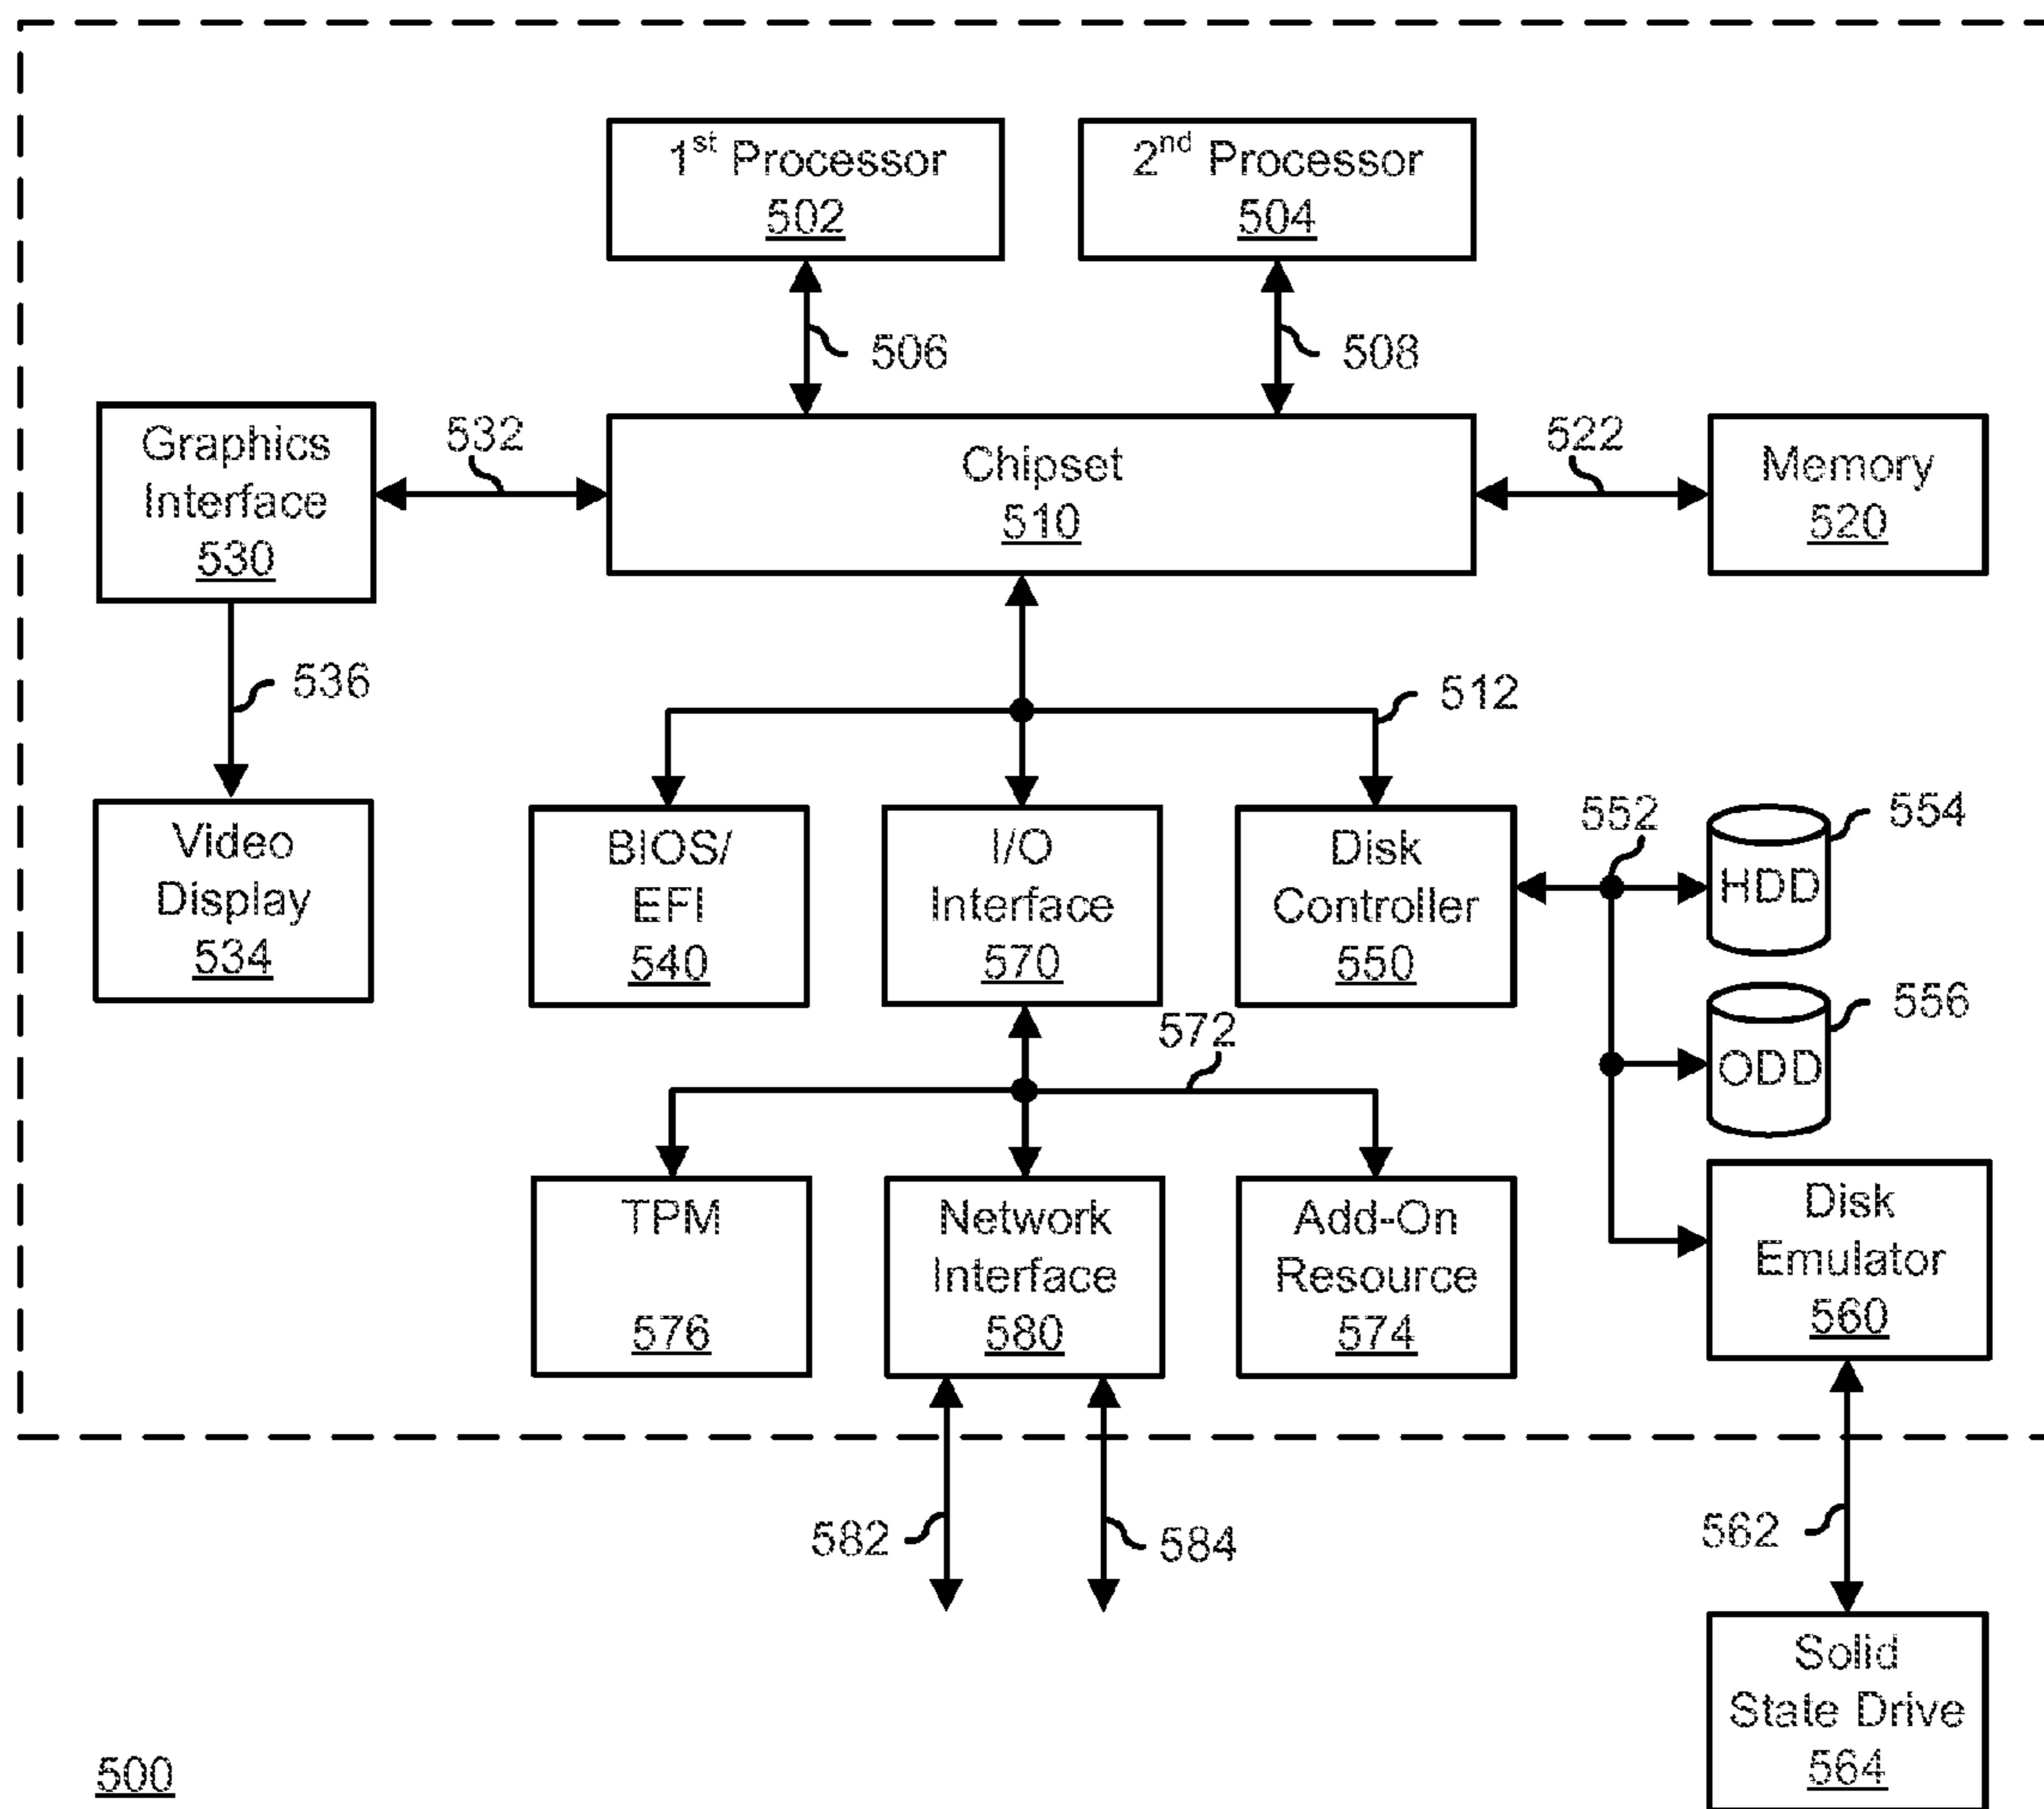 1st Processor
502
2nd Processor
504
506
508
Graphics
Interface
530
532
Chipset
510
522
Memory
520
536
512
Video
Display
534
BIOS/
EFI
540
I/O
Interface
570
Disk
Controller
550
552
HDD
554
572
ODD
556
TPM
576
Network
Interface
580
Add-On
Resource
574
Disk
Emulator
560
582
584
562
Solid
State Drive
564
500